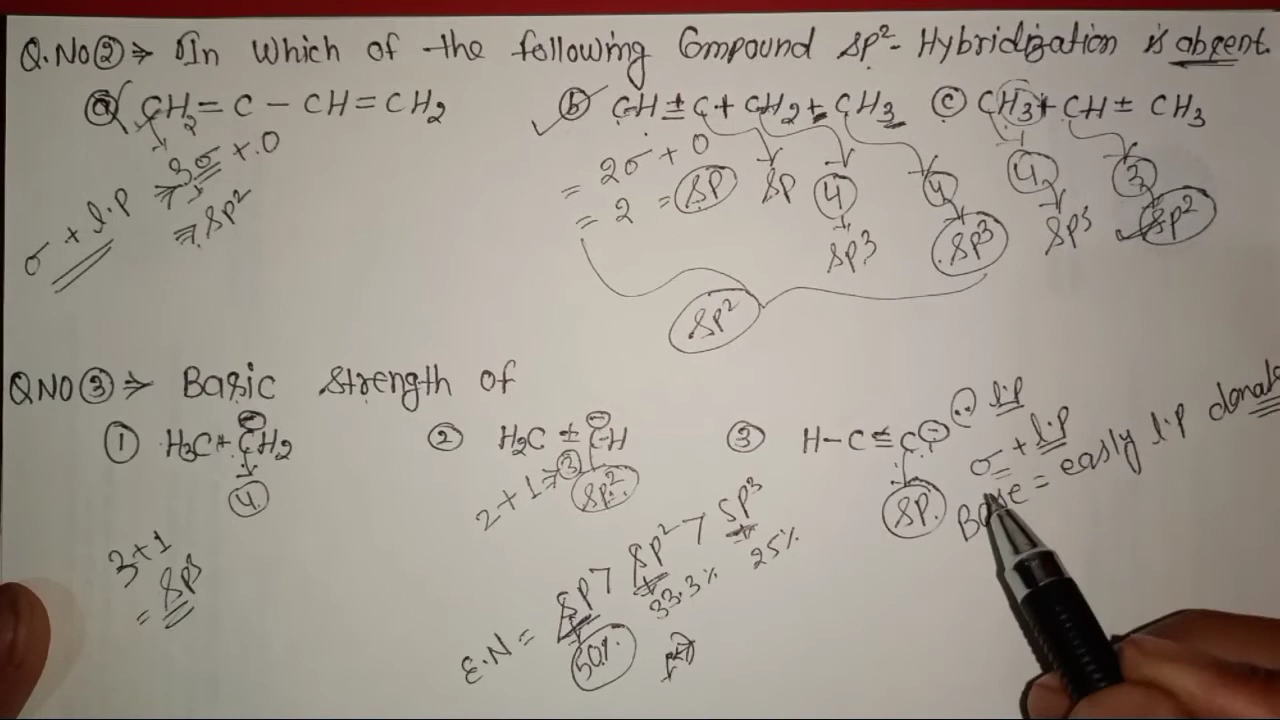 Q.NO② ⇒ In Which of the following Compound SP²- Hybridization is absent.
ⓐ CH₂ = C - CH = CH₂ ⓑ CH ≡ C + CH2 + CH3 ⓒ CH3 + CH = CH3
σ + l.p ⇒ 3σ + 0
⇒ SP²
= 2σ + 0
= 2 = SP SP 4 4 4 3
SP3 SP3 SP3 SP²
SP²
QNO③ ⇒ Basic Strength of
① H₃C + CH₂ ② H₂C = C-H ③ H-C≡C⊖ l.p
4 2+1 ⇒ 3 SP² SP. σ + l.p
Base = easly l.p donate
3+1
= SP3
E.N = SP > SP² > SP3
50%. 33.3% 25%